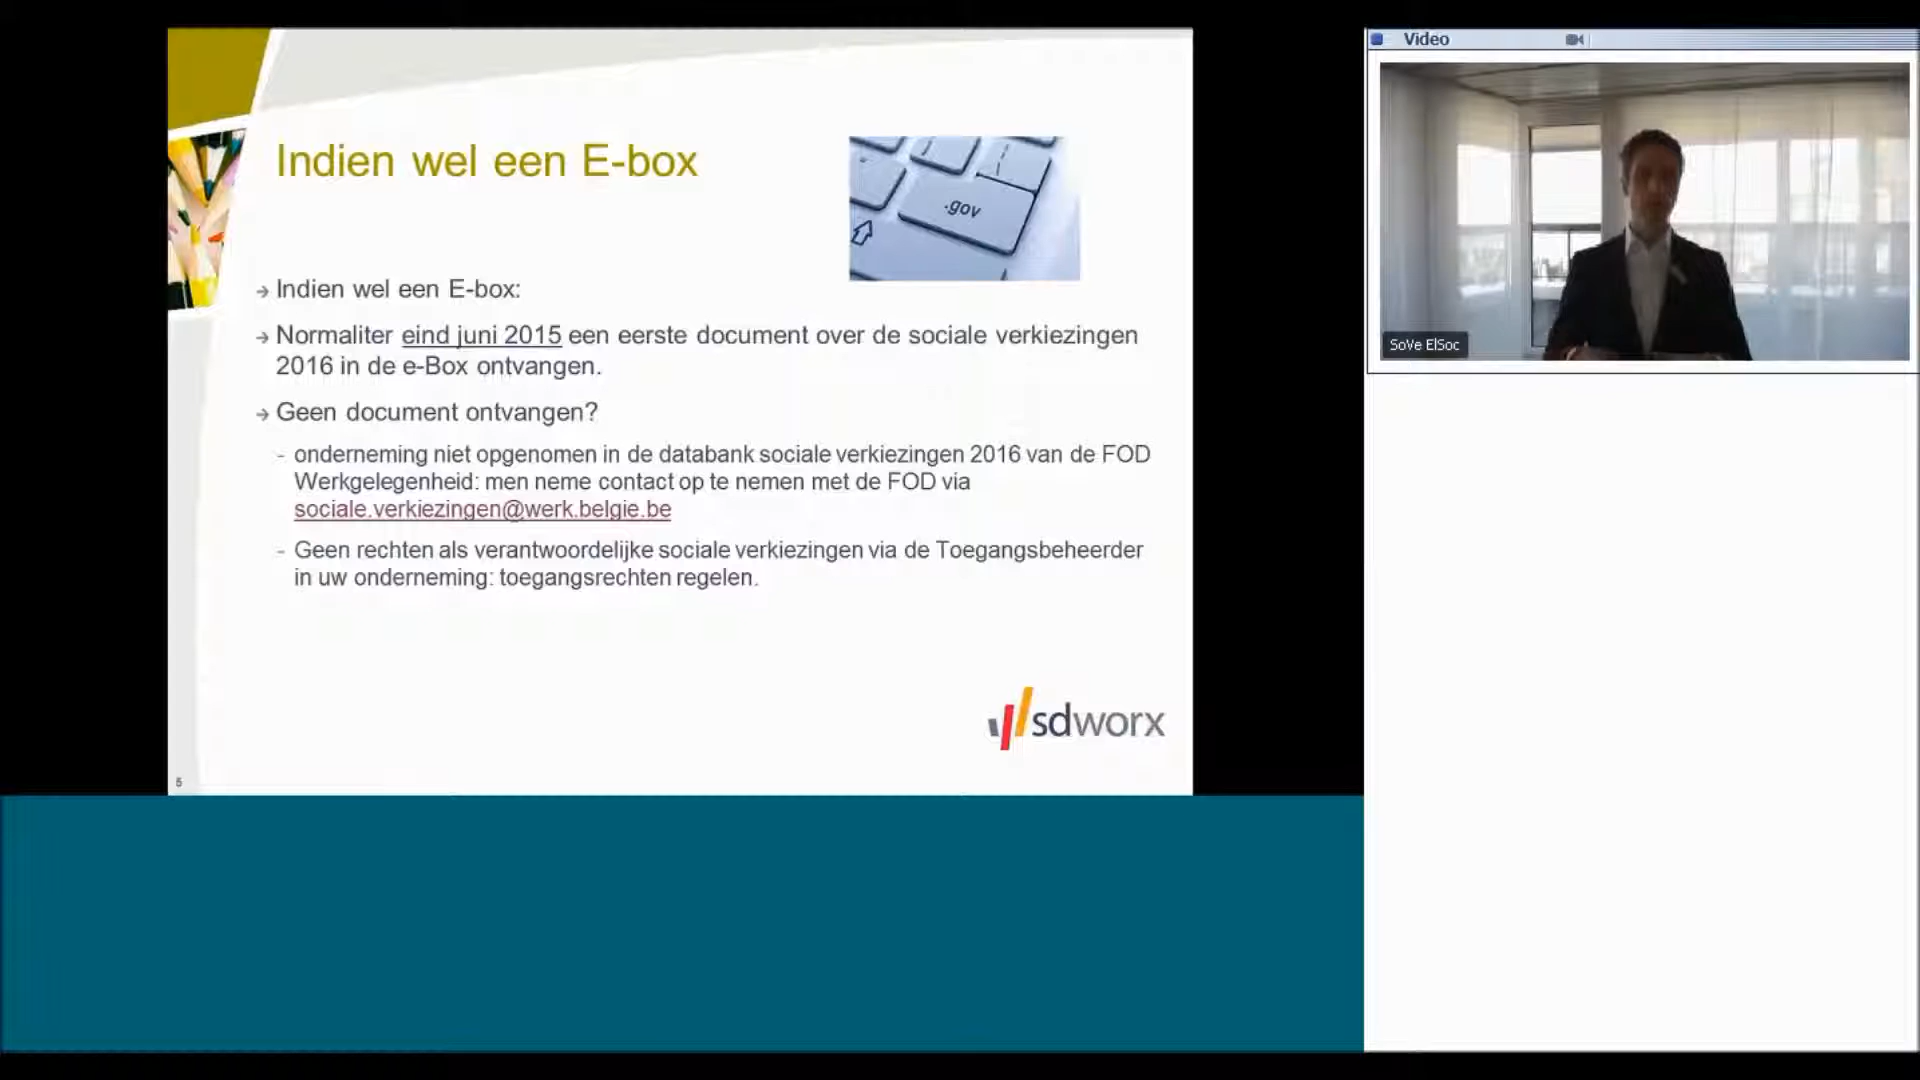 Indien wel een E-box
.gov
Indien wel een E-box:
Normaliter eind juni 2015 een eerste document over de sociale verkiezingen
2016 in de e-Box ontvangen.
Geen document ontvangen?
- onderneming niet opgenomen in de databank sociale verkiezingen 2016 van de FOD
Werkgelegenheid: men neme contact op te nemen met de FOD via
sociale.verkiezingen@werk.belgie.be
- Geen rechten als verantwoordelijke sociale verkiezingen via de Toegangsbeheerder
in uw onderneming: toegangsrechten regelen.
sdworx
5
Video
SoVe ElSoc